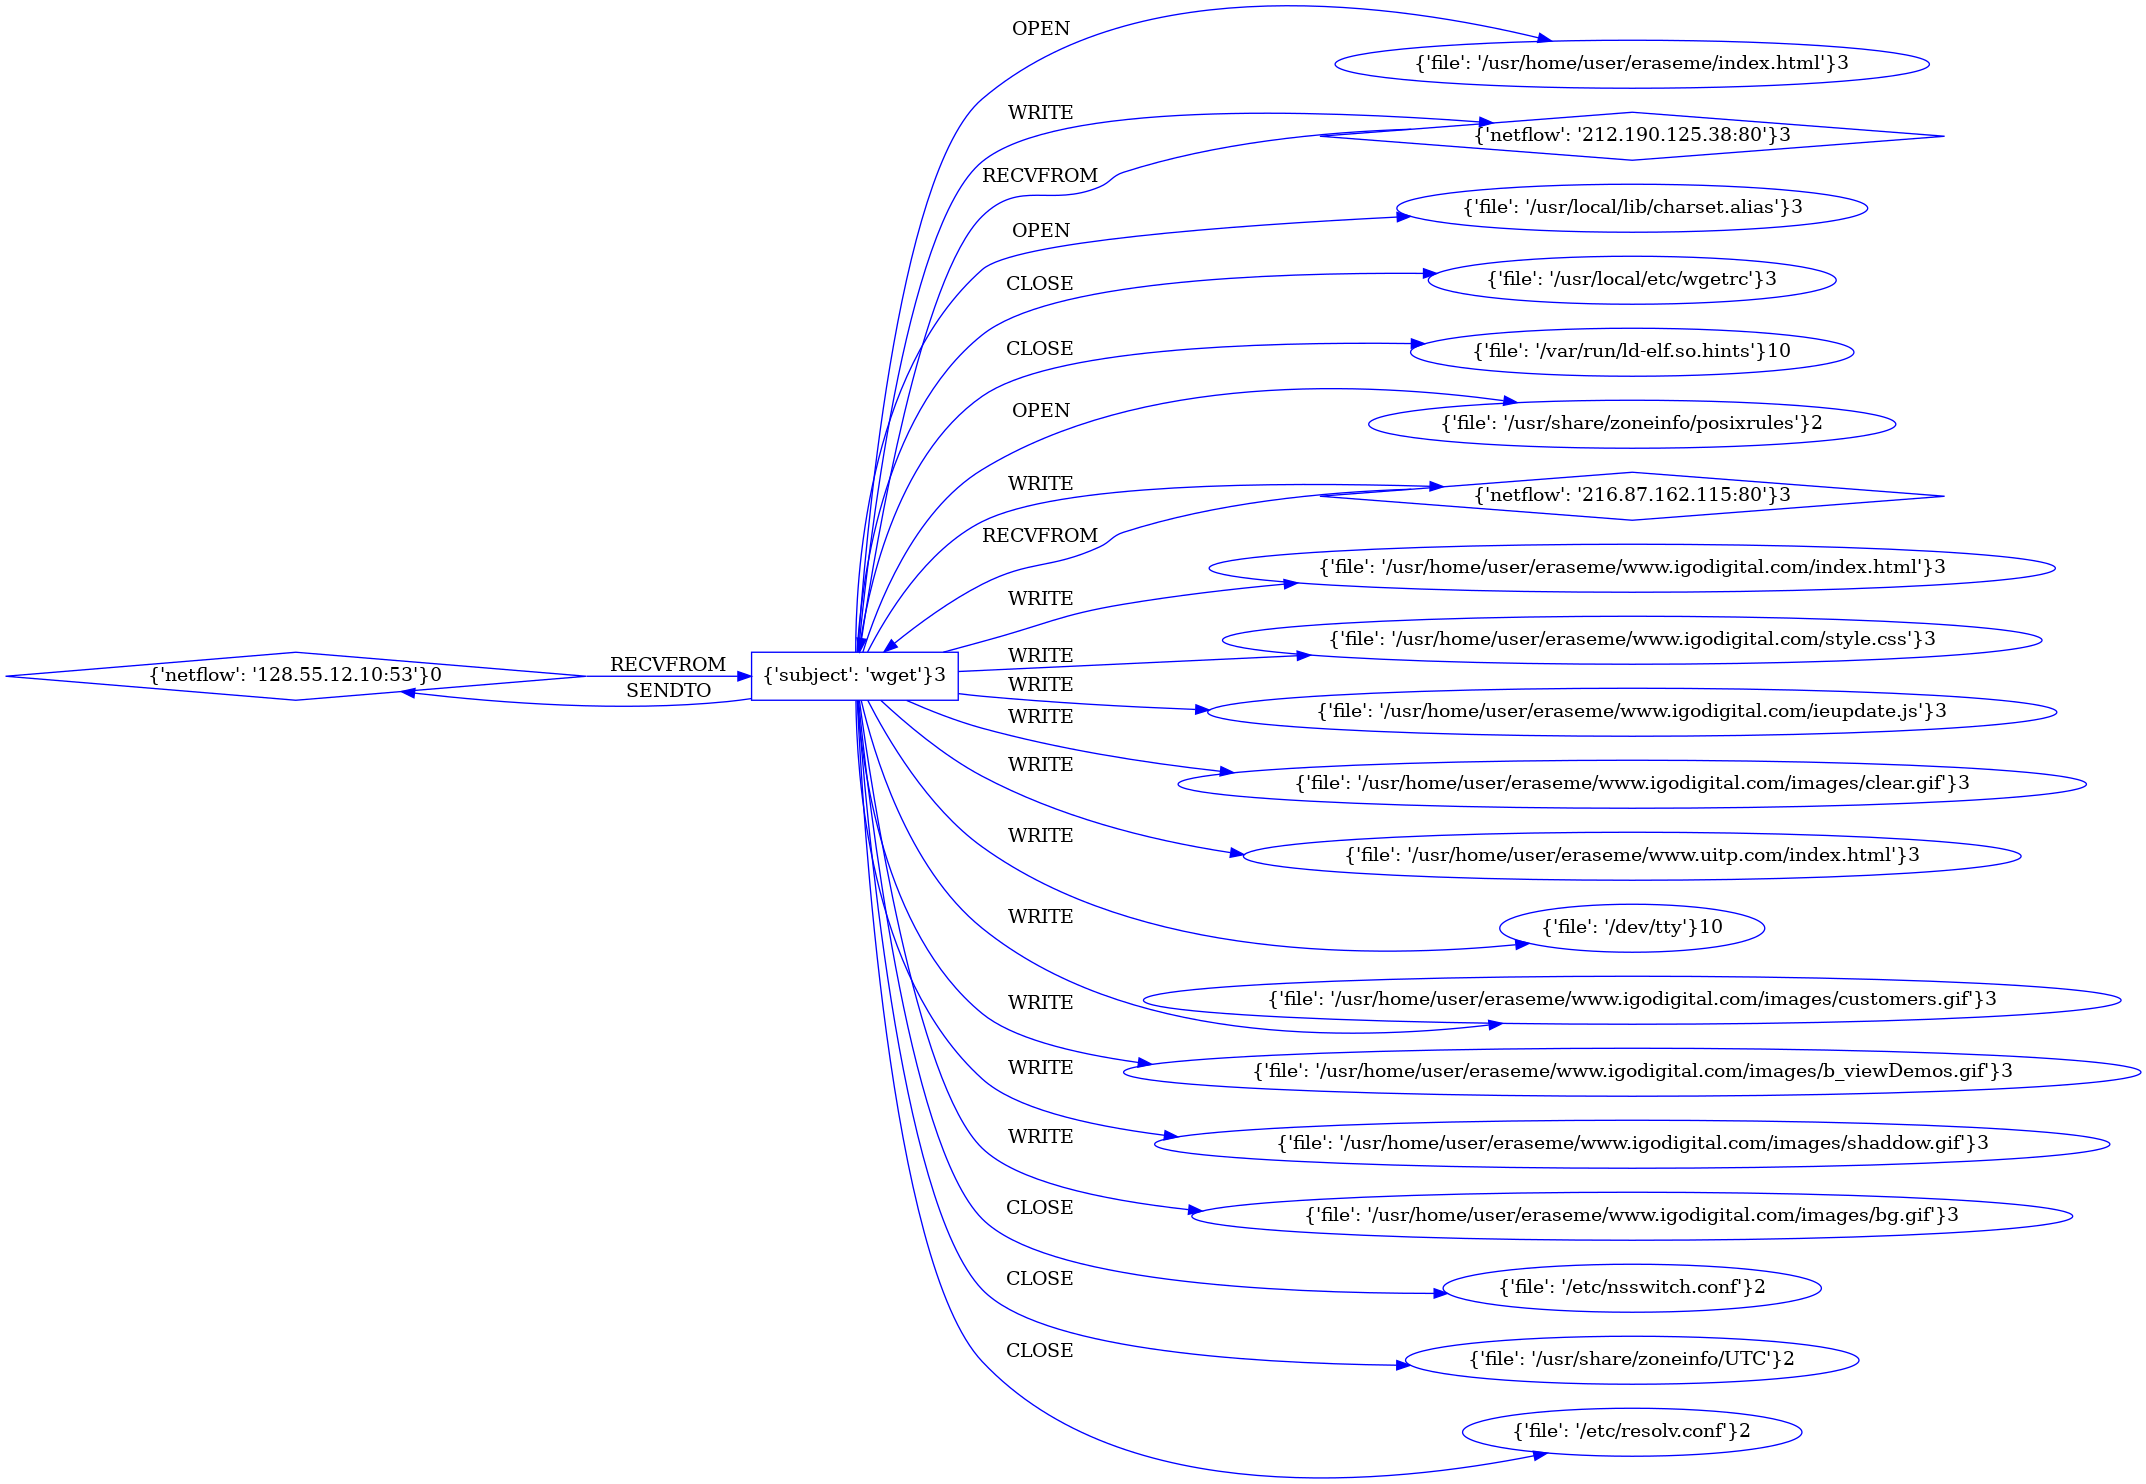 OPEN
{'file': '/usr/home/user/eraseme/index.html'}3
WRITE
{'netflow': '212.190.125.38:80'}3
RECVFROM
{'file': '/usr/local/lib/charset.alias'}3
OPEN
{'file': '/usr/local/etc/wgetrc'}3
CLOSE
{'file': '/var/run/ld-elf.so.hints'}10
CLOSE
{'file': '/usr/share/zoneinfo/posixrules'}2
OPEN
{'netflow': '216.87.162.115:80'}3
WRITE
RECVFROM
{'file': '/usr/home/user/eraseme/www.igodigital.com/index.html'}3
WRITE
{'file': '/usr/home/user/eraseme/www.igodigital.com/style.css'}3
WRITE
{'netflow': '128.55.12.10:53'}0
RECVFROM
SENDTO
{'subject': 'wget'}3
WRITE
{'file': '/usr/home/user/eraseme/www.igodigital.com/ieupdate.js'}3
WRITE
{'file': '/usr/home/user/eraseme/www.igodigital.com/images/clear.gif'}3
WRITE
{'file': '/usr/home/user/eraseme/www.uitp.com/index.html'}3
WRITE
{'file': '/dev/tty'}10
WRITE
{'file': '/usr/home/user/eraseme/www.igodigital.com/images/customers.gif'}3
WRITE
{'file': '/usr/home/user/eraseme/www.igodigital.com/images/b_viewDemos.gif'}3
WRITE
{'file': '/usr/home/user/eraseme/www.igodigital.com/images/shaddow.gif'}3
WRITE
{'file': '/usr/home/user/eraseme/www.igodigital.com/images/bg.gif'}3
CLOSE
{'file': '/etc/nsswitch.conf'}2
CLOSE
{'file': '/usr/share/zoneinfo/UTC'}2
CLOSE
{'file': '/etc/resolv.conf'}2